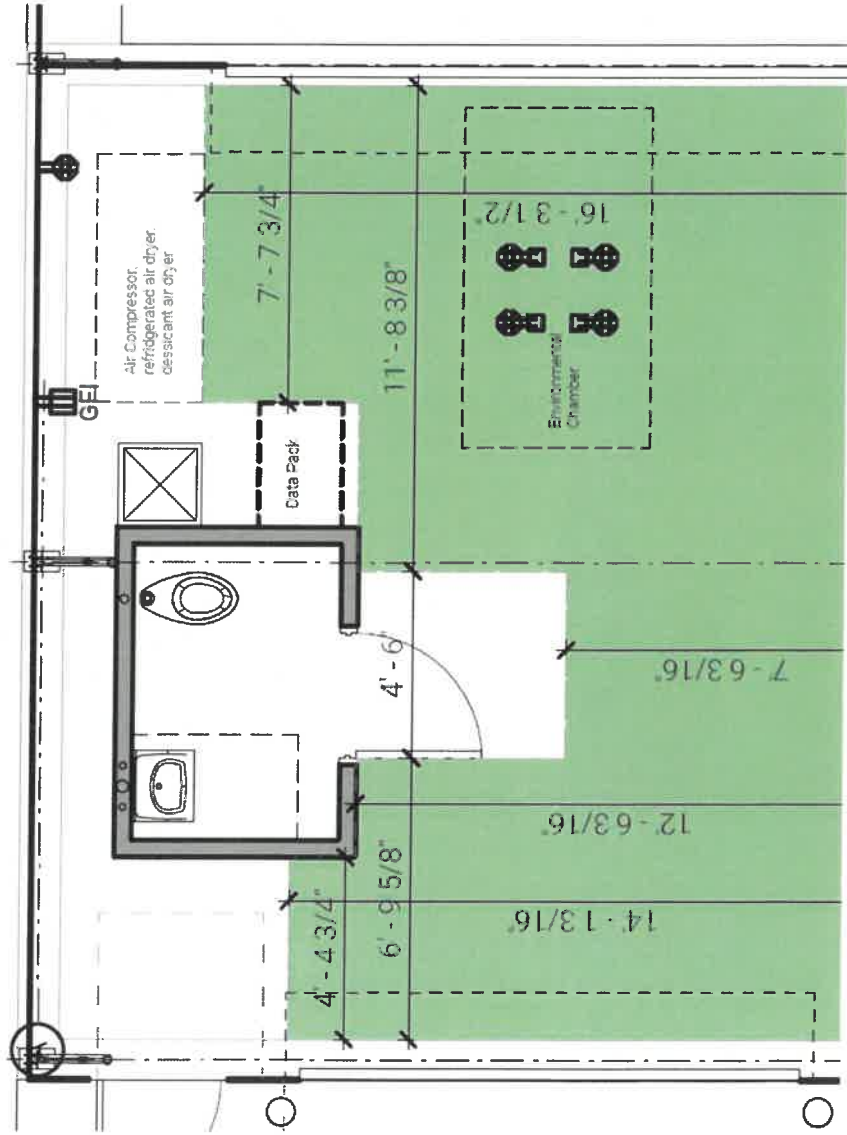 Air Compressor.
refridgerated air dryer.
dessicant air dryer
GFI
Data Pack
7' - 7 3/4"
16' - 3 1/2"
11' - 8 3/8"
Environmental
Chamber
4' - 6"
7' - 6 3/16"
12' - 6 3/16"
4' - 4 3/4"
6' - 9 5/8"
14' - 1 3/16"